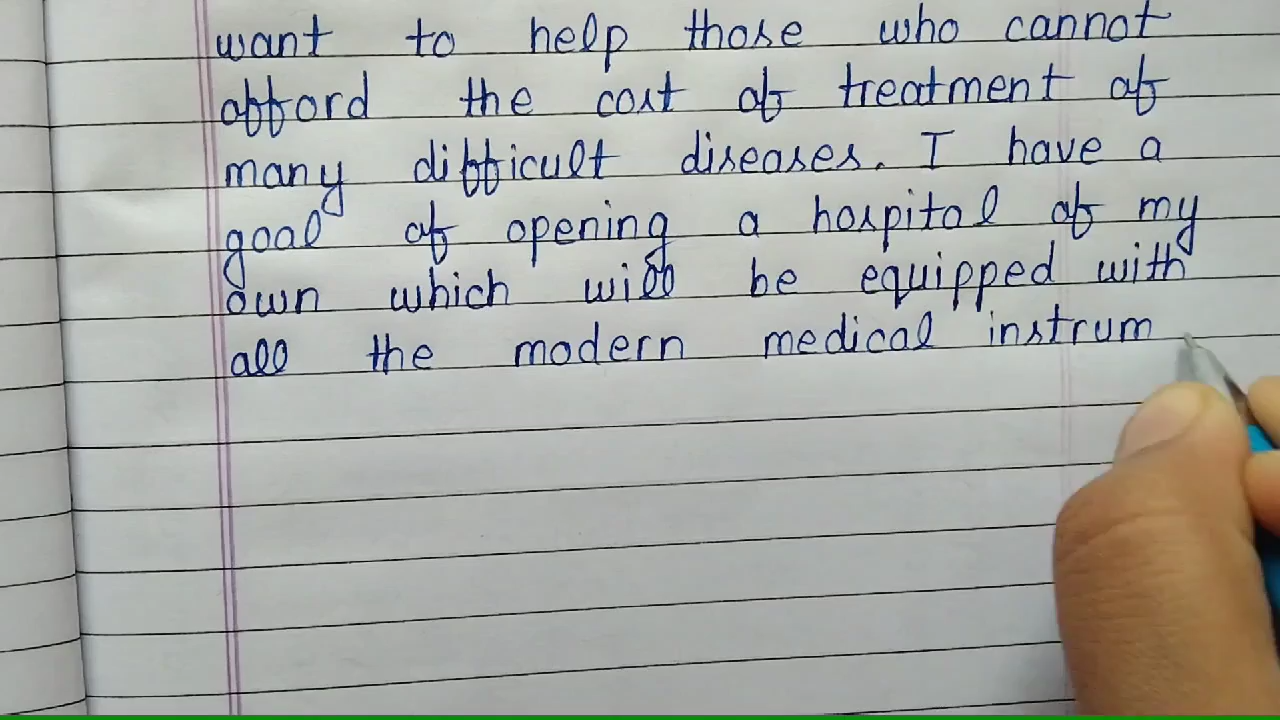 want to help those who cannot
afford the cost of treatment of
many difficult diseases. I have a
goal of opening a hospital of my
own which will be equipped with
all the modern medical instrum